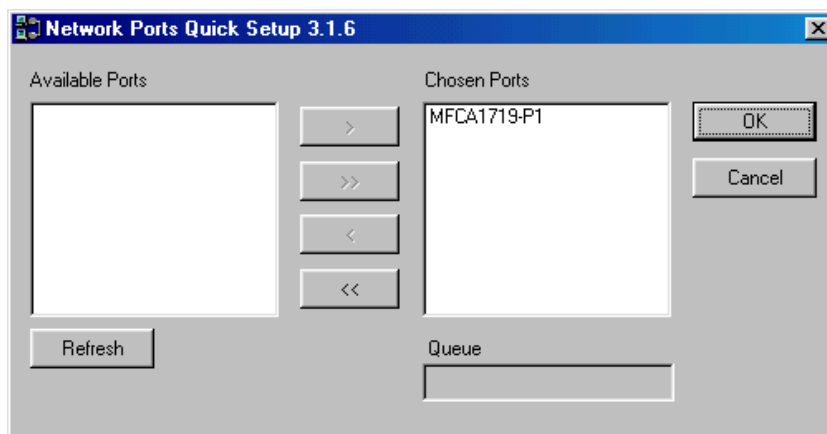 Network Ports Quick Setup 3.1.6
Available Ports
Chosen Ports
MFCA1719-P1
>
>>
<
<<
OK
Cancel
Refresh
Queue